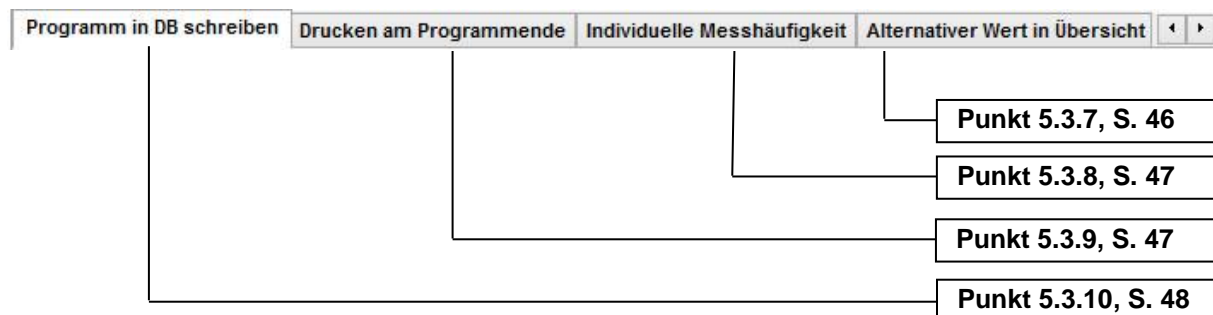 Programm in DB schreiben Drucken am Programmende Individuelle Messhäufigkeit Alternativer Wert in Übersicht
Punkt 5.3.7, S. 46
Punkt 5.3.8, S. 47
Punkt 5.3.9, S. 47
Punkt 5.3.10, S. 48